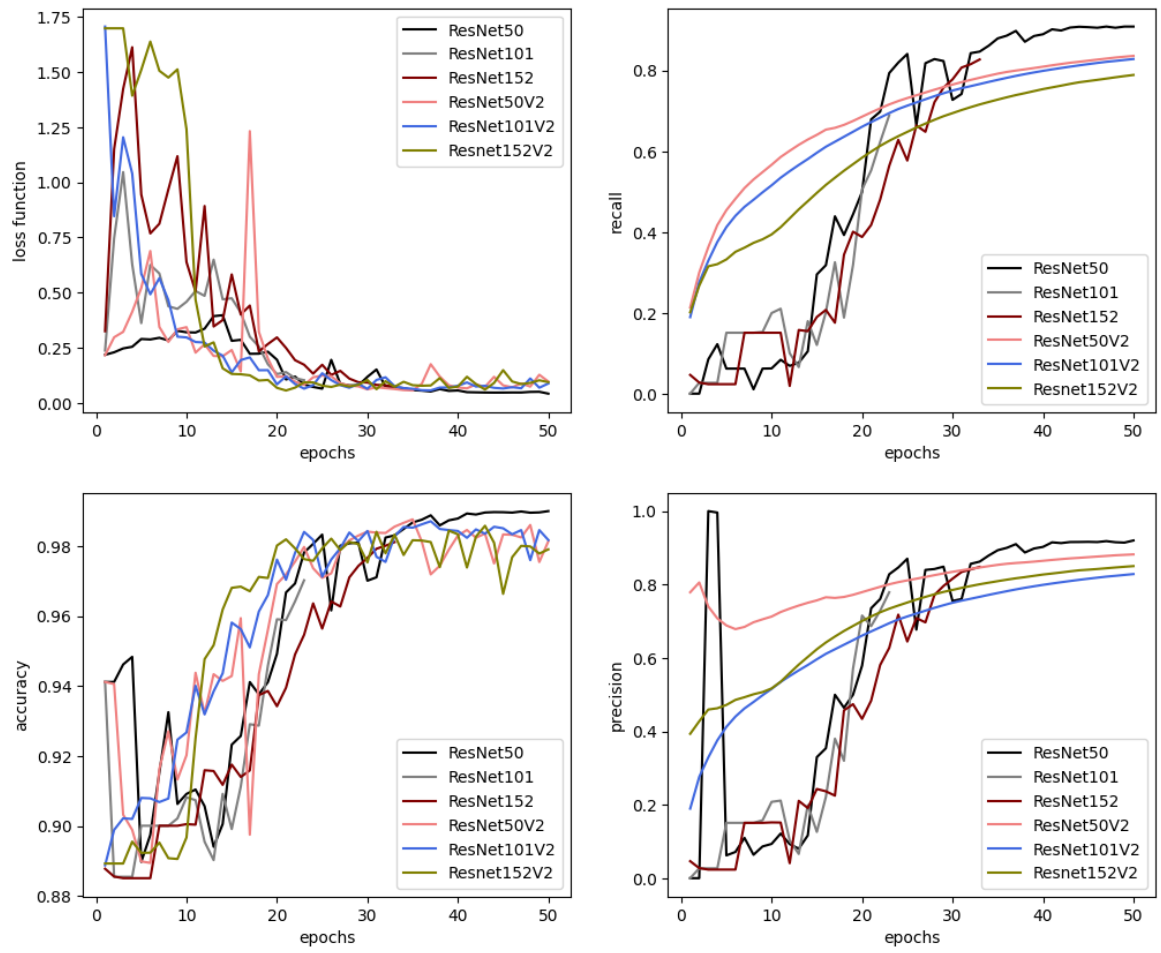 1.75
1.50
1.25
1.00
0.75
0.50
0.25
0.00
loss function
0 10 20 30 40 50
epochs
ResNet50
ResNet101
ResNet152
ResNet50V2
ResNet101V2
Resnet152V2
0.8
0.6
0.4
0.2
0.0
recall
0 10 20 30 40 50
epochs
ResNet50
ResNet101
ResNet152
ResNet50V2
ResNet101V2
Resnet152V2
0.98
0.96
0.94
0.92
0.90
0.88
accuracy
0 10 20 30 40 50
epochs
ResNet50
ResNet101
ResNet152
ResNet50V2
ResNet101V2
Resnet152V2
1.0
0.8
0.6
0.4
0.2
0.0
precision
0 10 20 30 40 50
epochs
ResNet50
ResNet101
ResNet152
ResNet50V2
ResNet101V2
Resnet152V2